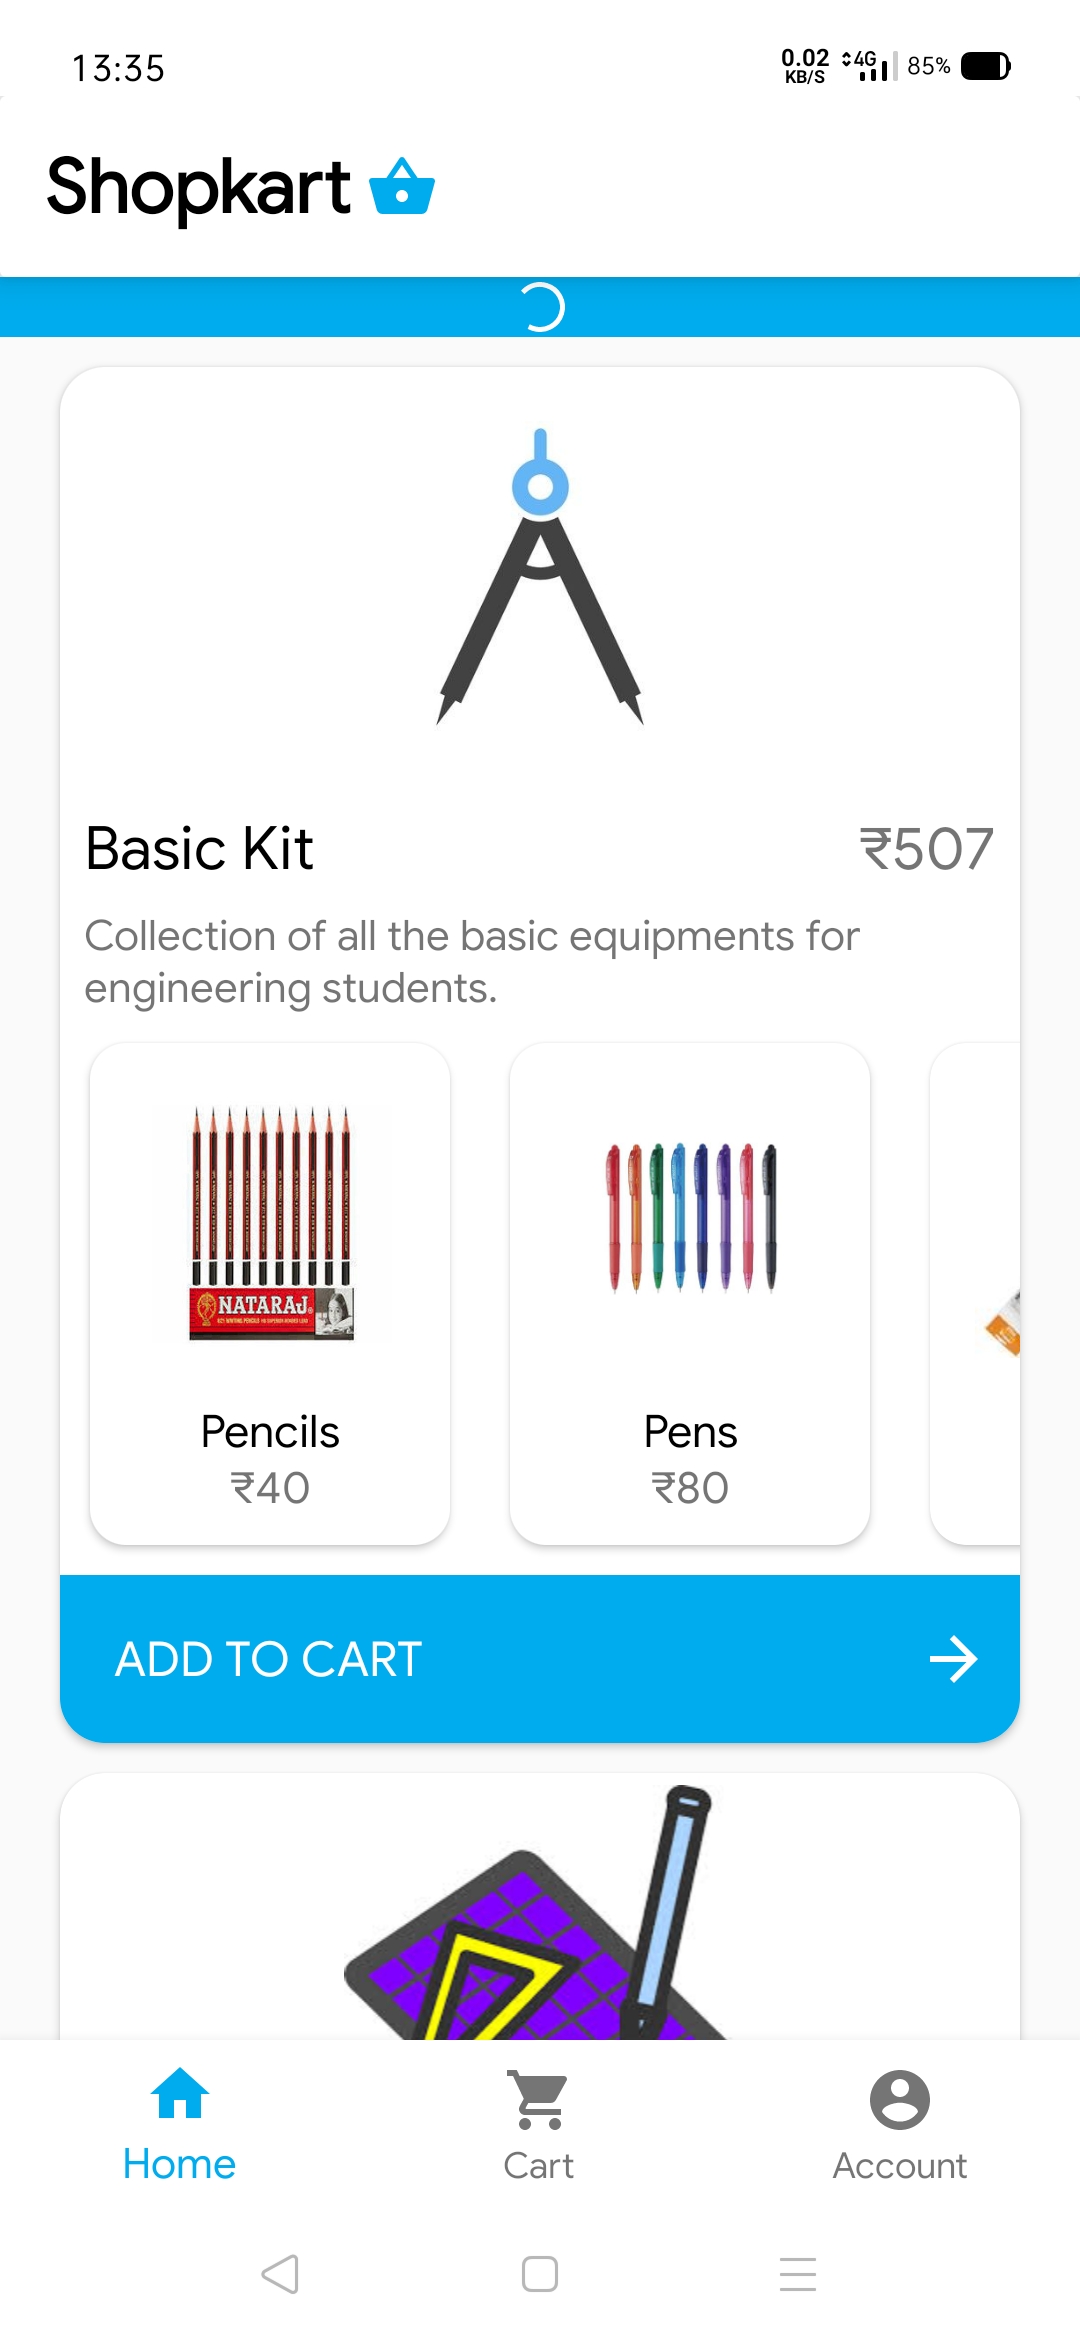 13:35
0.02 KB/S 4G 85%
Shopkart
Basic Kit
₹507
Collection of all the basic equipments for
engineering students.
NATARAJ
Pencils
₹40
Pens
₹80
ADD TO CART
Home
Cart
Account